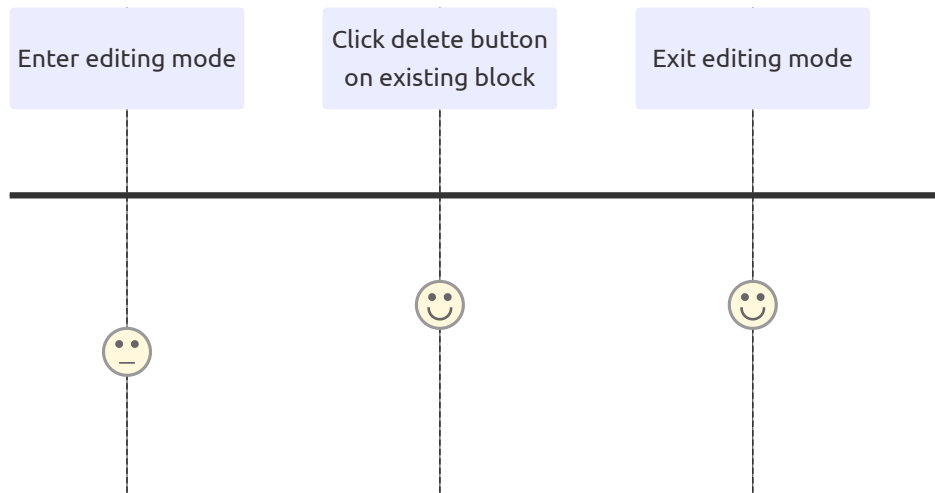 Enter editing mode
Click delete button
on existing block
Exit editing mode